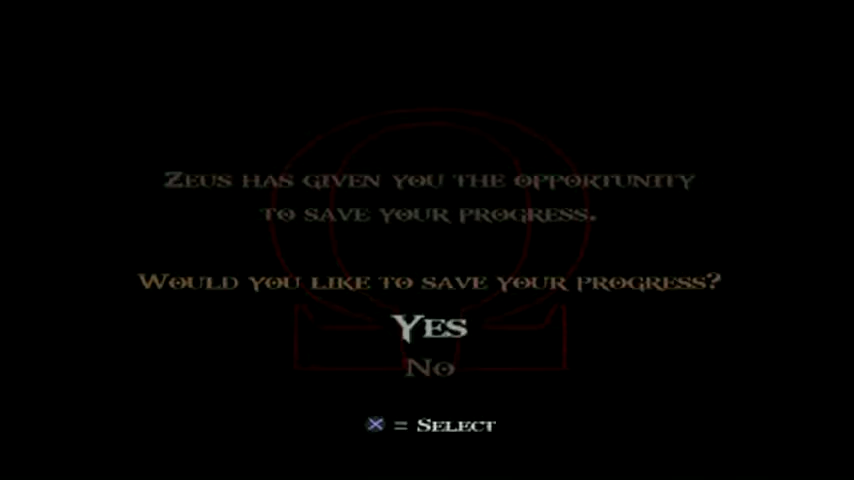 Zeus has given you the opportunity
to save your progress.
Would you like to save your progress?
Yes
No
= Select